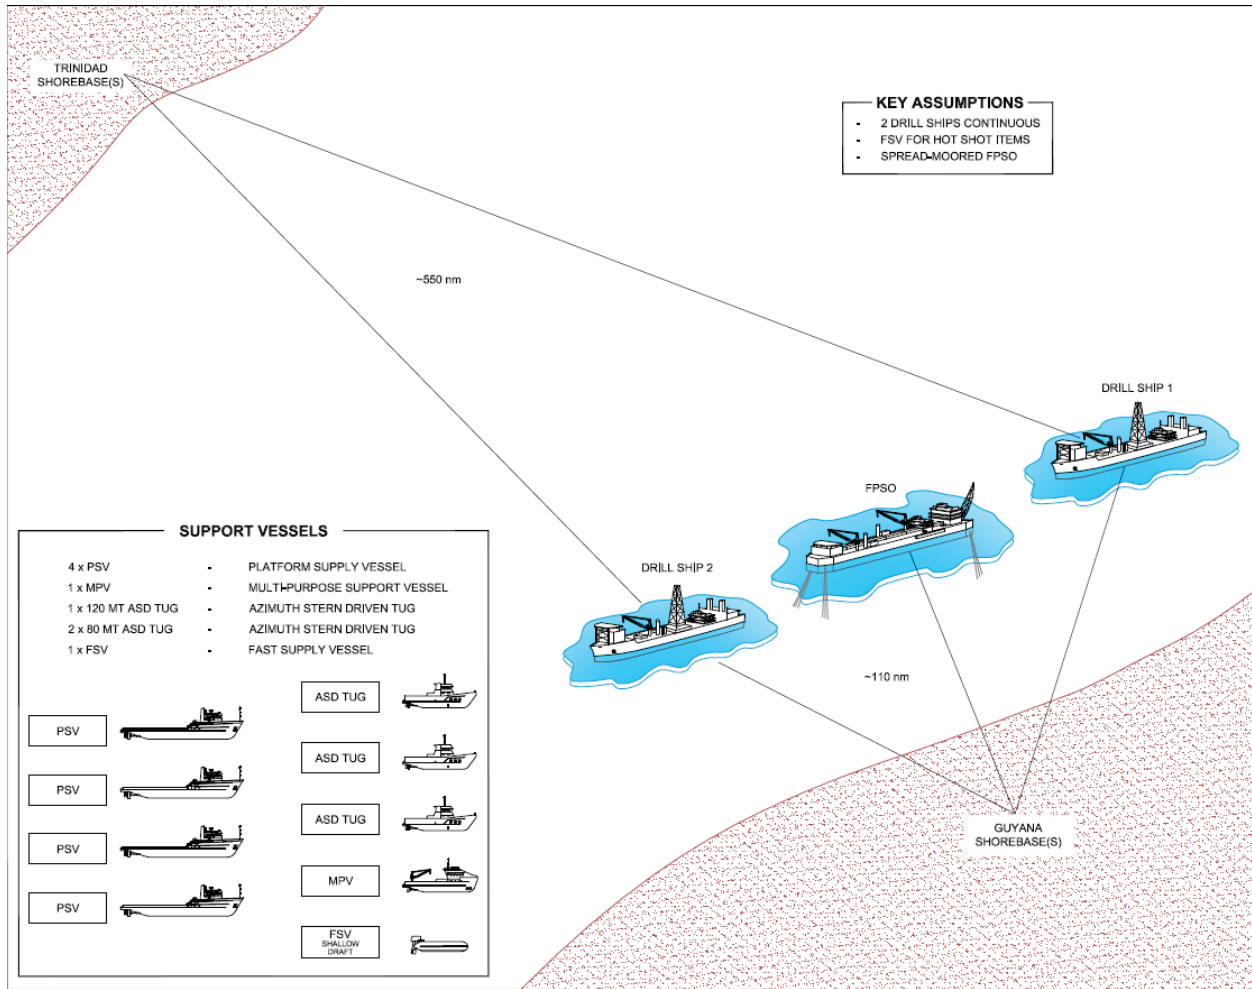 TRINIDAD
SHOREBASE(S)
KEY ASSUMPTIONS
- 2 DRILL SHIPS CONTINUOUS
- FSV FOR HOT SHOT ITEMS
- SPREAD-MOORED FPSO
~550 nm
DRILL SHIP 1
FPSO
DRILL SHIP 2
~110 nm
GUYANA
SHOREBASE(S)
SUPPORT VESSELS
4 x PSV - PLATFORM SUPPLY VESSEL
1 x MPV - MULTI-PURPOSE SUPPORT VESSEL
1 x 120 MT ASD TUG - AZIMUTH STERN DRIVEN TUG
2 x 80 MT ASD TUG - AZIMUTH STERN DRIVEN TUG
1 x FSV - FAST SUPPLY VESSEL
PSV
PSV
PSV
PSV
ASD TUG
ASD TUG
ASD TUG
MPV
FSV
SHALLOW
DRAFT